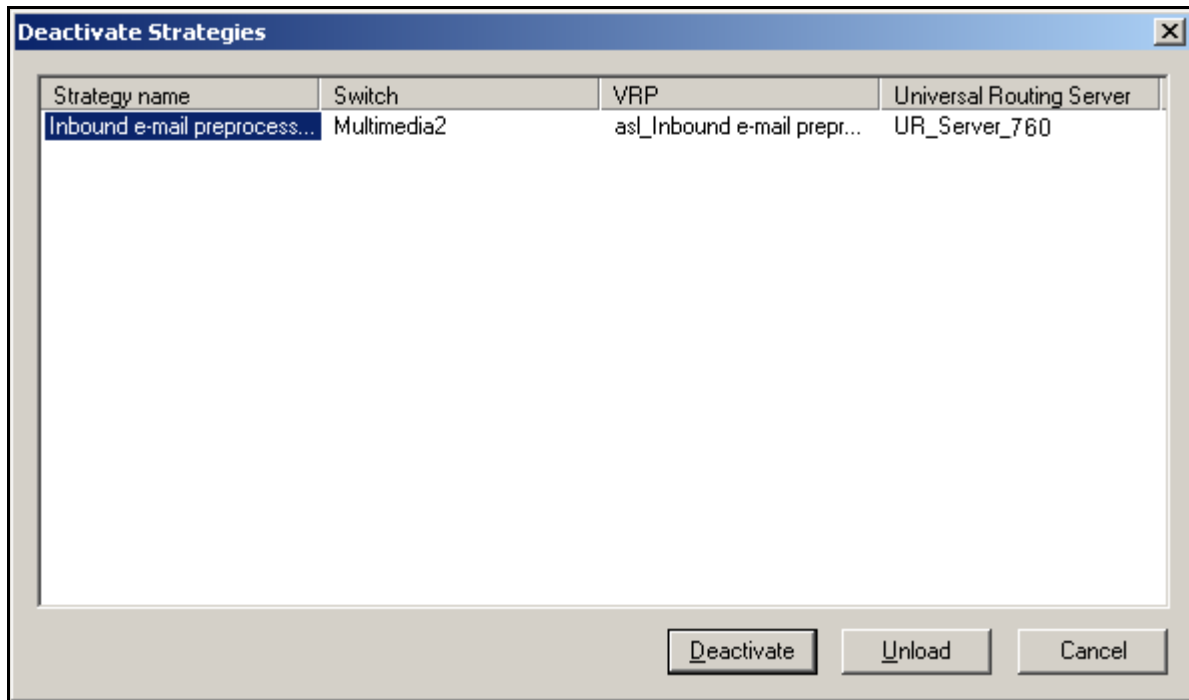 Deactivate Strategies
Strategy name Switch VRP Universal Routing Server
Inbound e-mail preprocess... Multimedia2 asl_Inbound e-mail prepr... UR_Server_760
Deactivate Unload Cancel